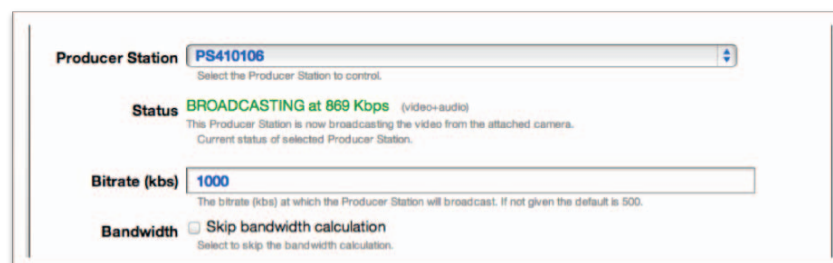 Producer Station PS410106
Select the Producer Station to control.
Status BROADCASTING at 869 Kbps (video+audio)
This Producer Station is now broadcasting the video from the attached camera.
Current status of selected Producer Station.
Bitrate (kbs) 1000
The bitrate (kbs) at which the Producer Station will broadcast. If not given the default is 500.
Bandwidth Skip bandwidth calculation
Select to skip the bandwidth calculation.